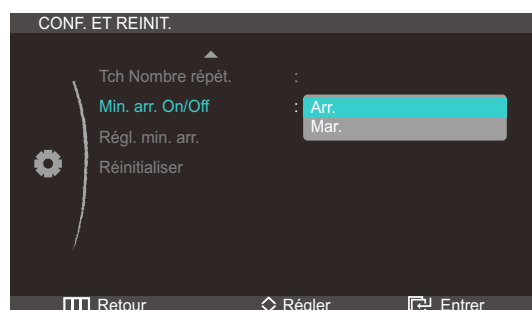 CONF. ET REINIT.
Tch Nombre répét. :
Min. arr. On/Off : Arr.
Mar.
Régl. min. arr.
Réinitialiser
Retour Régler Entrer